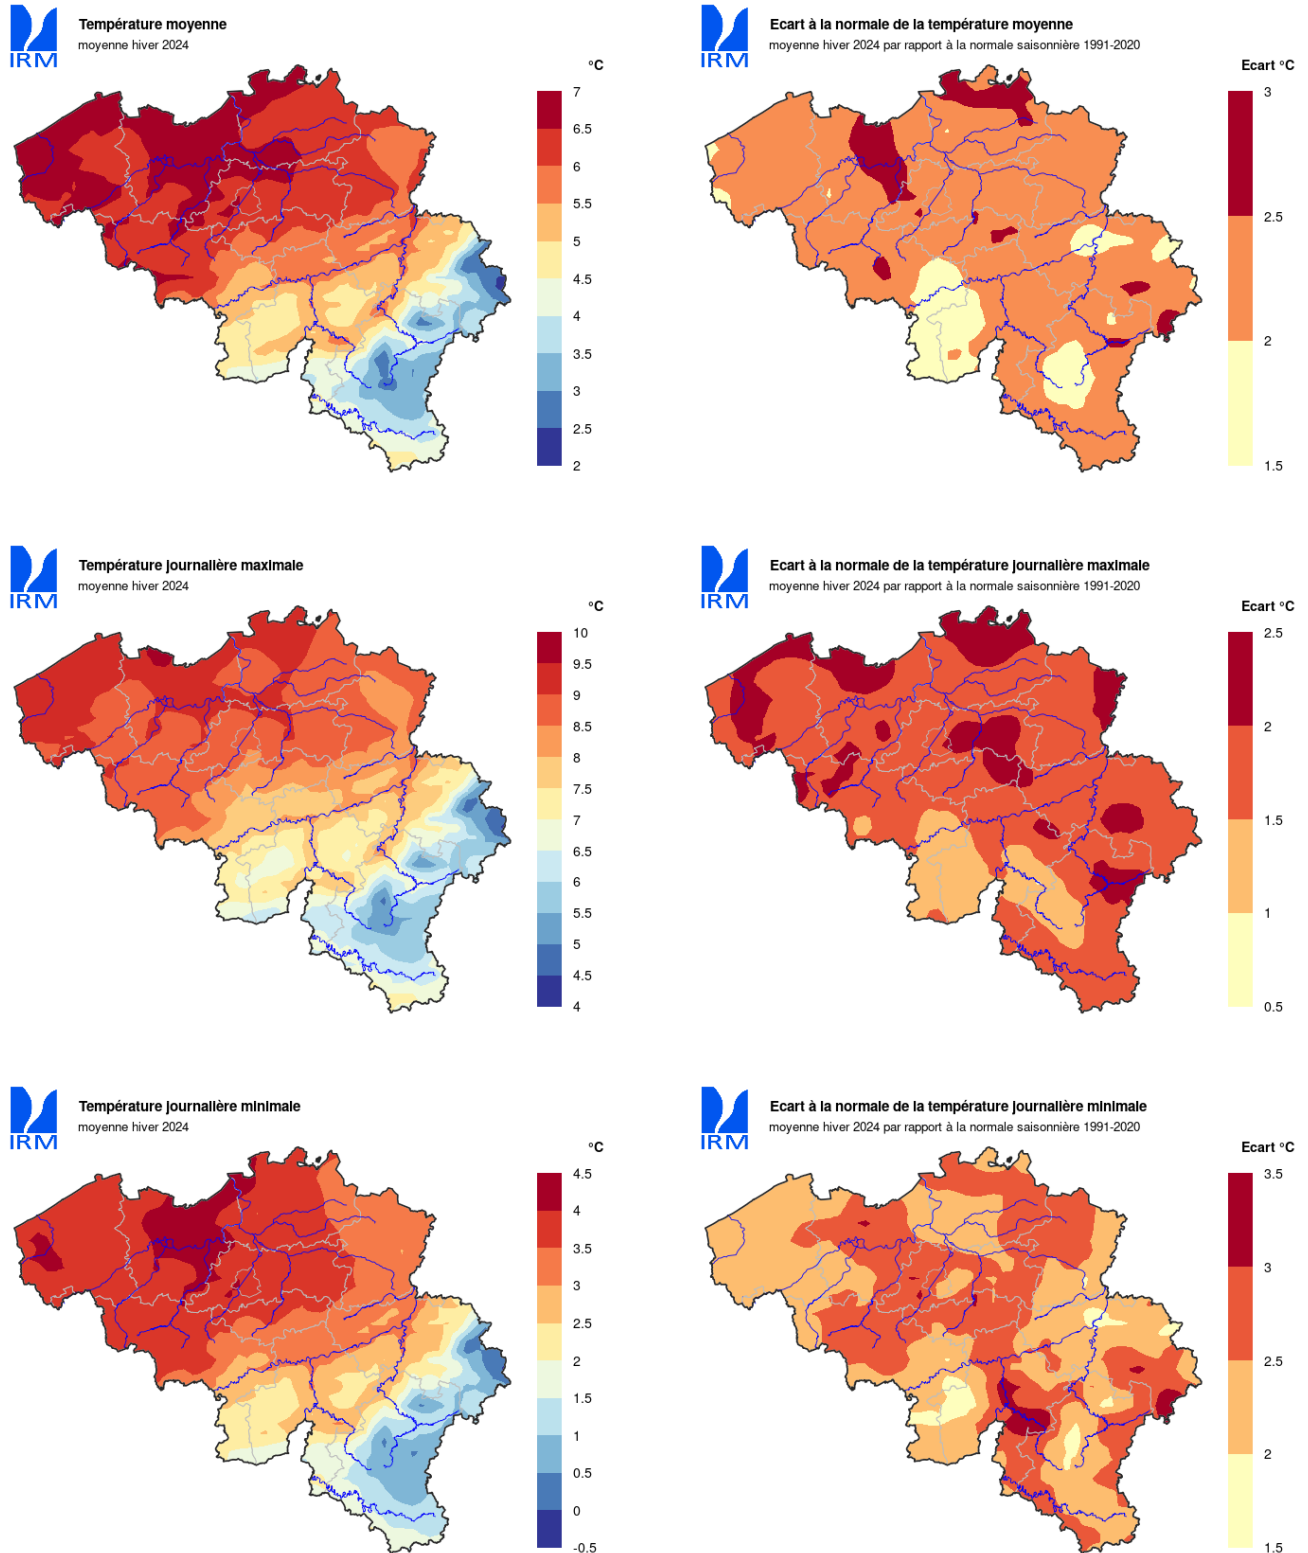 IRM
Température moyenne
moyenne hiver 2024
°C
7
6.5
6
5.5
5
4.5
4
3.5
3
2.5
2
IRM
Ecart à la normale de la température moyenne
moyenne hiver 2024 par rapport à la normale saisonnière 1991-2020
Ecart °C
3
2.5
2
1.5
IRM
Température journalière maximale
moyenne hiver 2024
°C
10
9.5
9
8.5
8
7.5
7
6.5
6
5.5
5
4.5
4
IRM
Ecart à la normale de la température journalière maximale
moyenne hiver 2024 par rapport à la normale saisonnière 1991-2020
Ecart °C
2.5
2
1.5
1
0.5
IRM
Température journalière minimale
moyenne hiver 2024
°C
4.5
4
3.5
3
2.5
2
1.5
1
0.5
0
-0.5
IRM
Ecart à la normale de la température journalière minimale
moyenne hiver 2024 par rapport à la normale saisonnière 1991-2020
Ecart °C
3.5
3
2.5
2
1.5